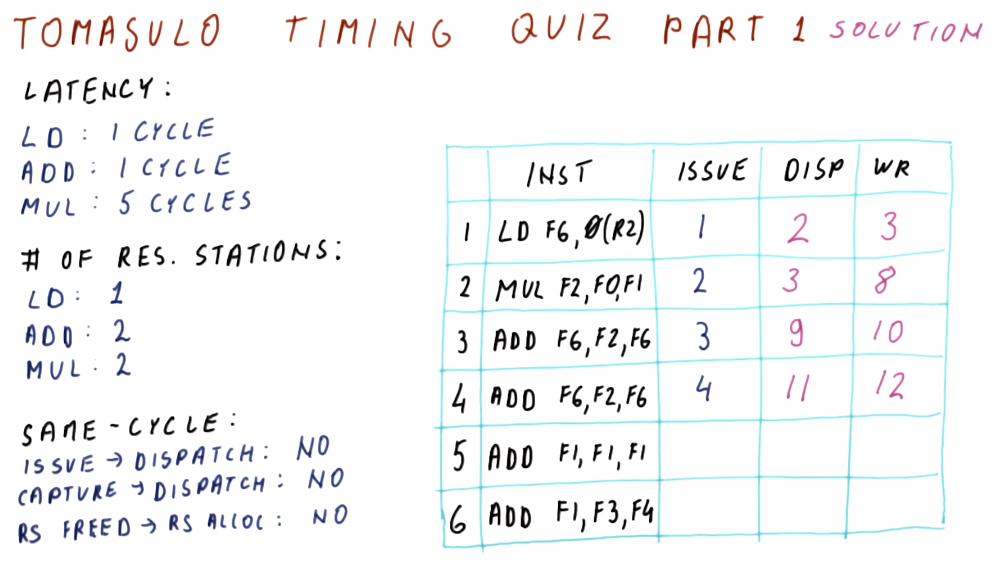 TOMASULO TIMING QUIZ PART 1 SOLUTION
LATENCY:
LD : 1 CYCLE
ADD : 1 CYCLE
MUL : 5 CYCLES
# OF RES. STATIONS:
LD : 1
ADD : 2
MUL : 2
SAME-CYCLE:
ISSUE → DISPATCH : NO
CAPTURE → DISPATCH : NO
RS FREED → RS ALLOC : NO
INST ISSUE DISP WR
1 LD F6, 0(R2) 1 2 3
2 MUL F2, F0, F1 2 3 8
3 ADD F6, F2, F6 3 9 10
4 ADD F6, F2, F6 4 11 12
5 ADD F1, F1, F1
6 ADD F1, F3, F4